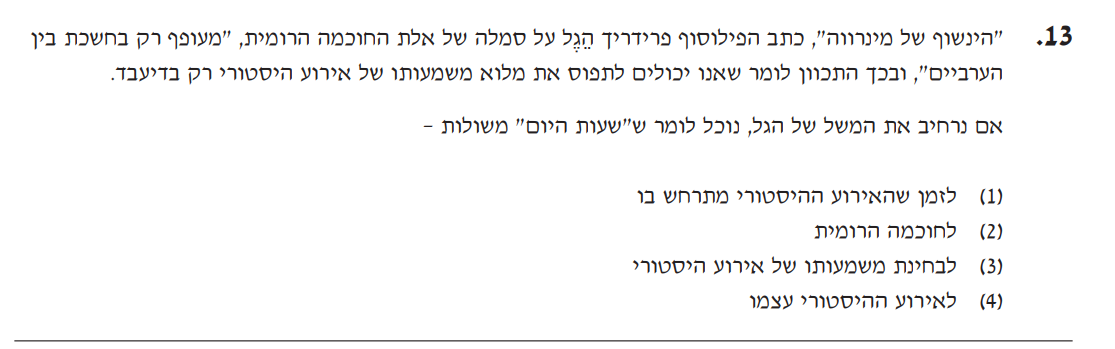 13. "הינשוף של מינרווה", כתב הפילוסוף פרידריך הֵגֶל על סמלה של אלת החוכמה הרומית, "מעופף רק בחשכת בין
הערביים", ובכך התכוון לומר שאנו יכולים לתפוס את מלוא משמעותו של אירוע היסטורי רק בדיעבד.
אם נרחיב את המשל של הגל, נוכל לומר ש"שעות היום" משולות –
(1) לזמן שהאירוע ההיסטורי מתרחש בו
(2) לחוכמה הרומית
(3) לבחינת משמעותו של אירוע היסטורי
(4) לאירוע ההיסטורי עצמו